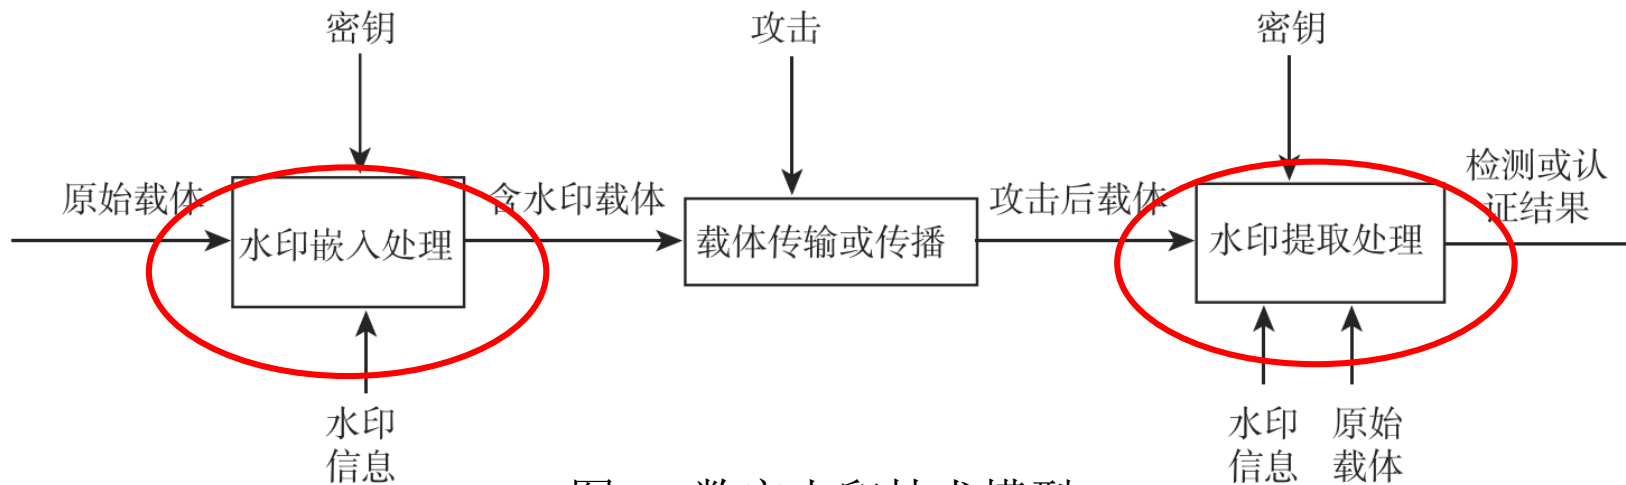 密钥
攻击
密钥
原始载体
水印嵌入处理
含水印载体
载体传输或传播
攻击后载体
水印提取处理
检测或认
证结果
水印
信息
水印
信息
原始
载体